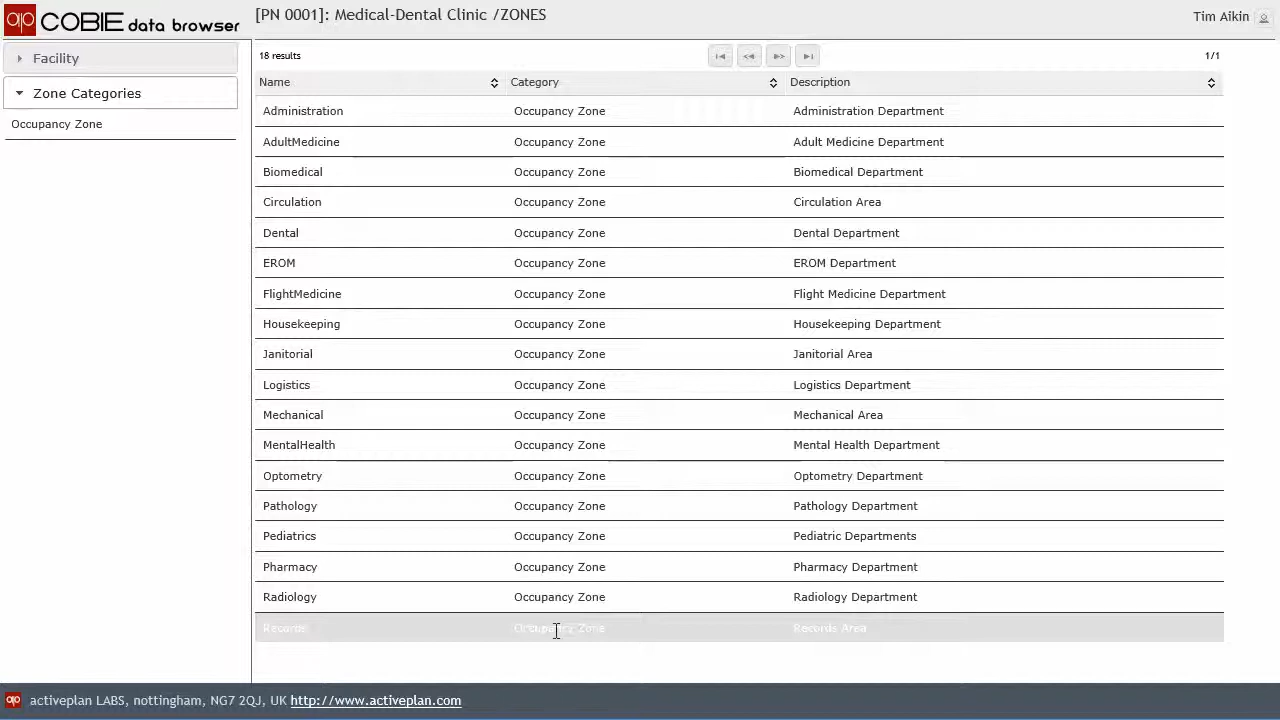 COBIE data browser
[PN 0001]: Medical-Dental Clinic /ZONES
Tim Aikin
Facility
Zone Categories
Occupancy Zone
18 results
1/1
Name Category Description
Administration Occupancy Zone Administration Department
AdultMedicine Occupancy Zone Adult Medicine Department
Biomedical Occupancy Zone Biomedical Department
Circulation Occupancy Zone Circulation Area
Dental Occupancy Zone Dental Department
EROM Occupancy Zone EROM Department
FlightMedicine Occupancy Zone Flight Medicine Department
Housekeeping Occupancy Zone Housekeeping Department
Janitorial Occupancy Zone Janitorial Area
Logistics Occupancy Zone Logistics Department
Mechanical Occupancy Zone Mechanical Area
MentalHealth Occupancy Zone Mental Health Department
Optometry Occupancy Zone Optometry Department
Pathology Occupancy Zone Pathology Department
Pediatrics Occupancy Zone Pediatric Departments
Pharmacy Occupancy Zone Pharmacy Department
Radiology Occupancy Zone Radiology Department
Records Occupancy Zone Records Area
activeplan LABS, nottingham, NG7 2QJ, UK http://www.activeplan.com